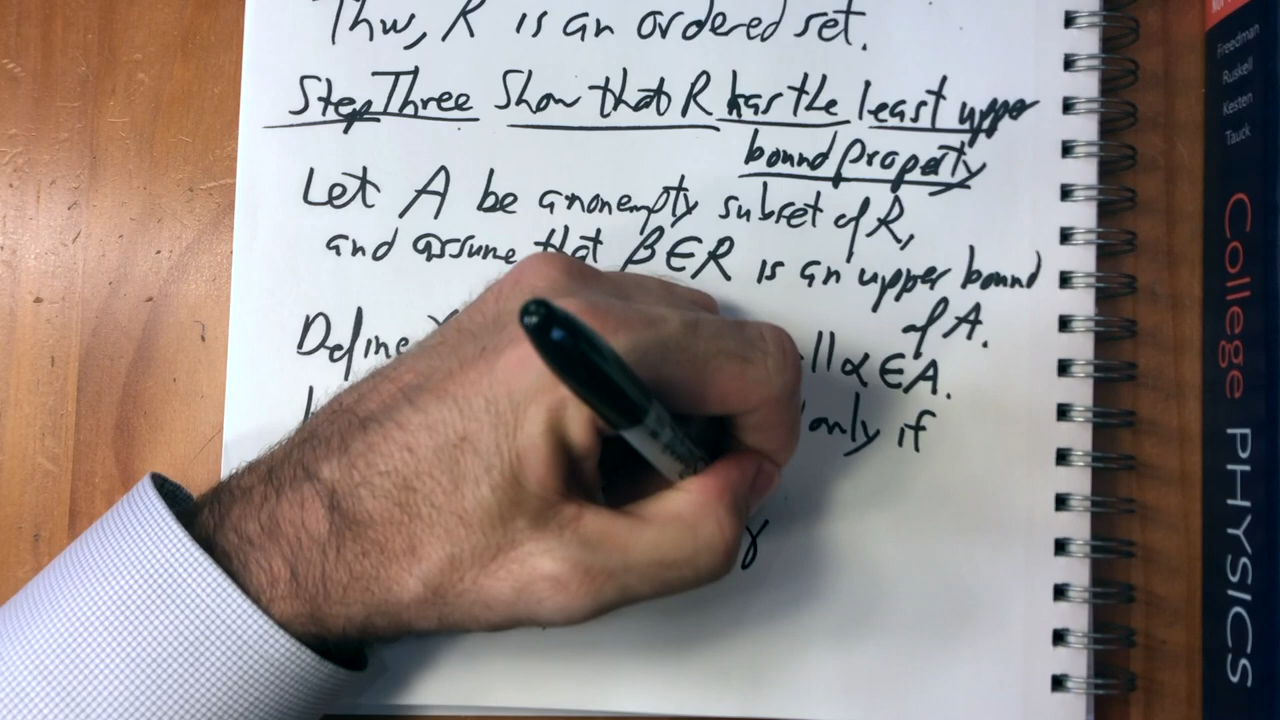 Thus, R is an ordered set.
Step Three Show that R has the least upper
bound property
Let A be a nonempty subset of R,
and assume that β∈R is an upper bound
of A.
Define γ
all α∈A.
only if
γ
Freedman
Ruskell
Kesten
Tauck
College PHYSICS